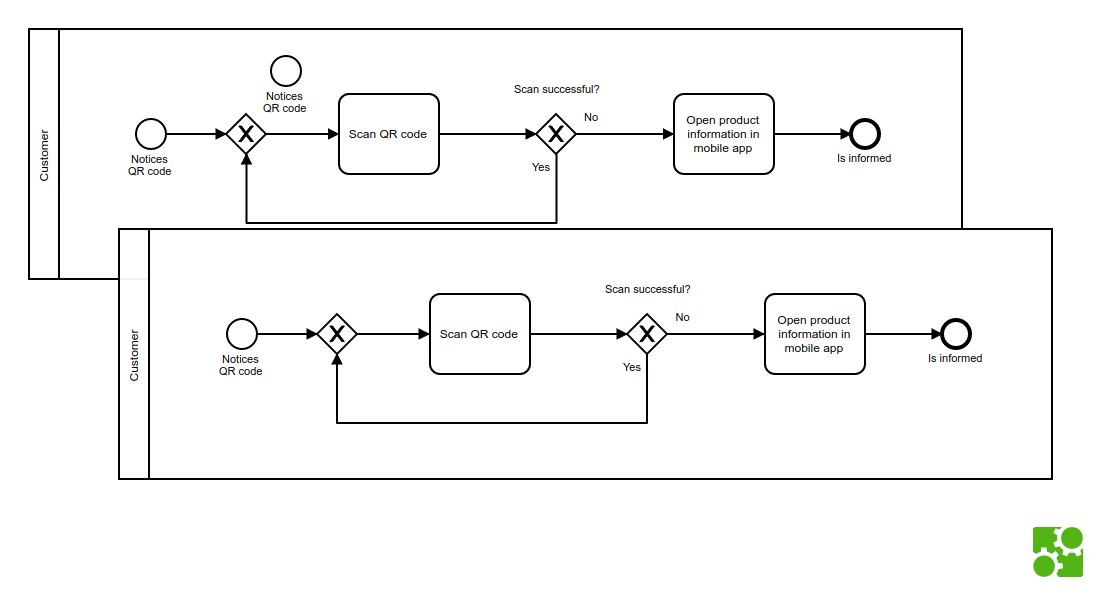 Customer
Notices
QR code
Notices
QR code
Scan QR code
Scan successful?
No
Yes
Open product
information in
mobile app
Is informed
Customer
Notices
QR code
Scan QR code
Scan successful?
No
Yes
Open product
information in
mobile app
Is informed